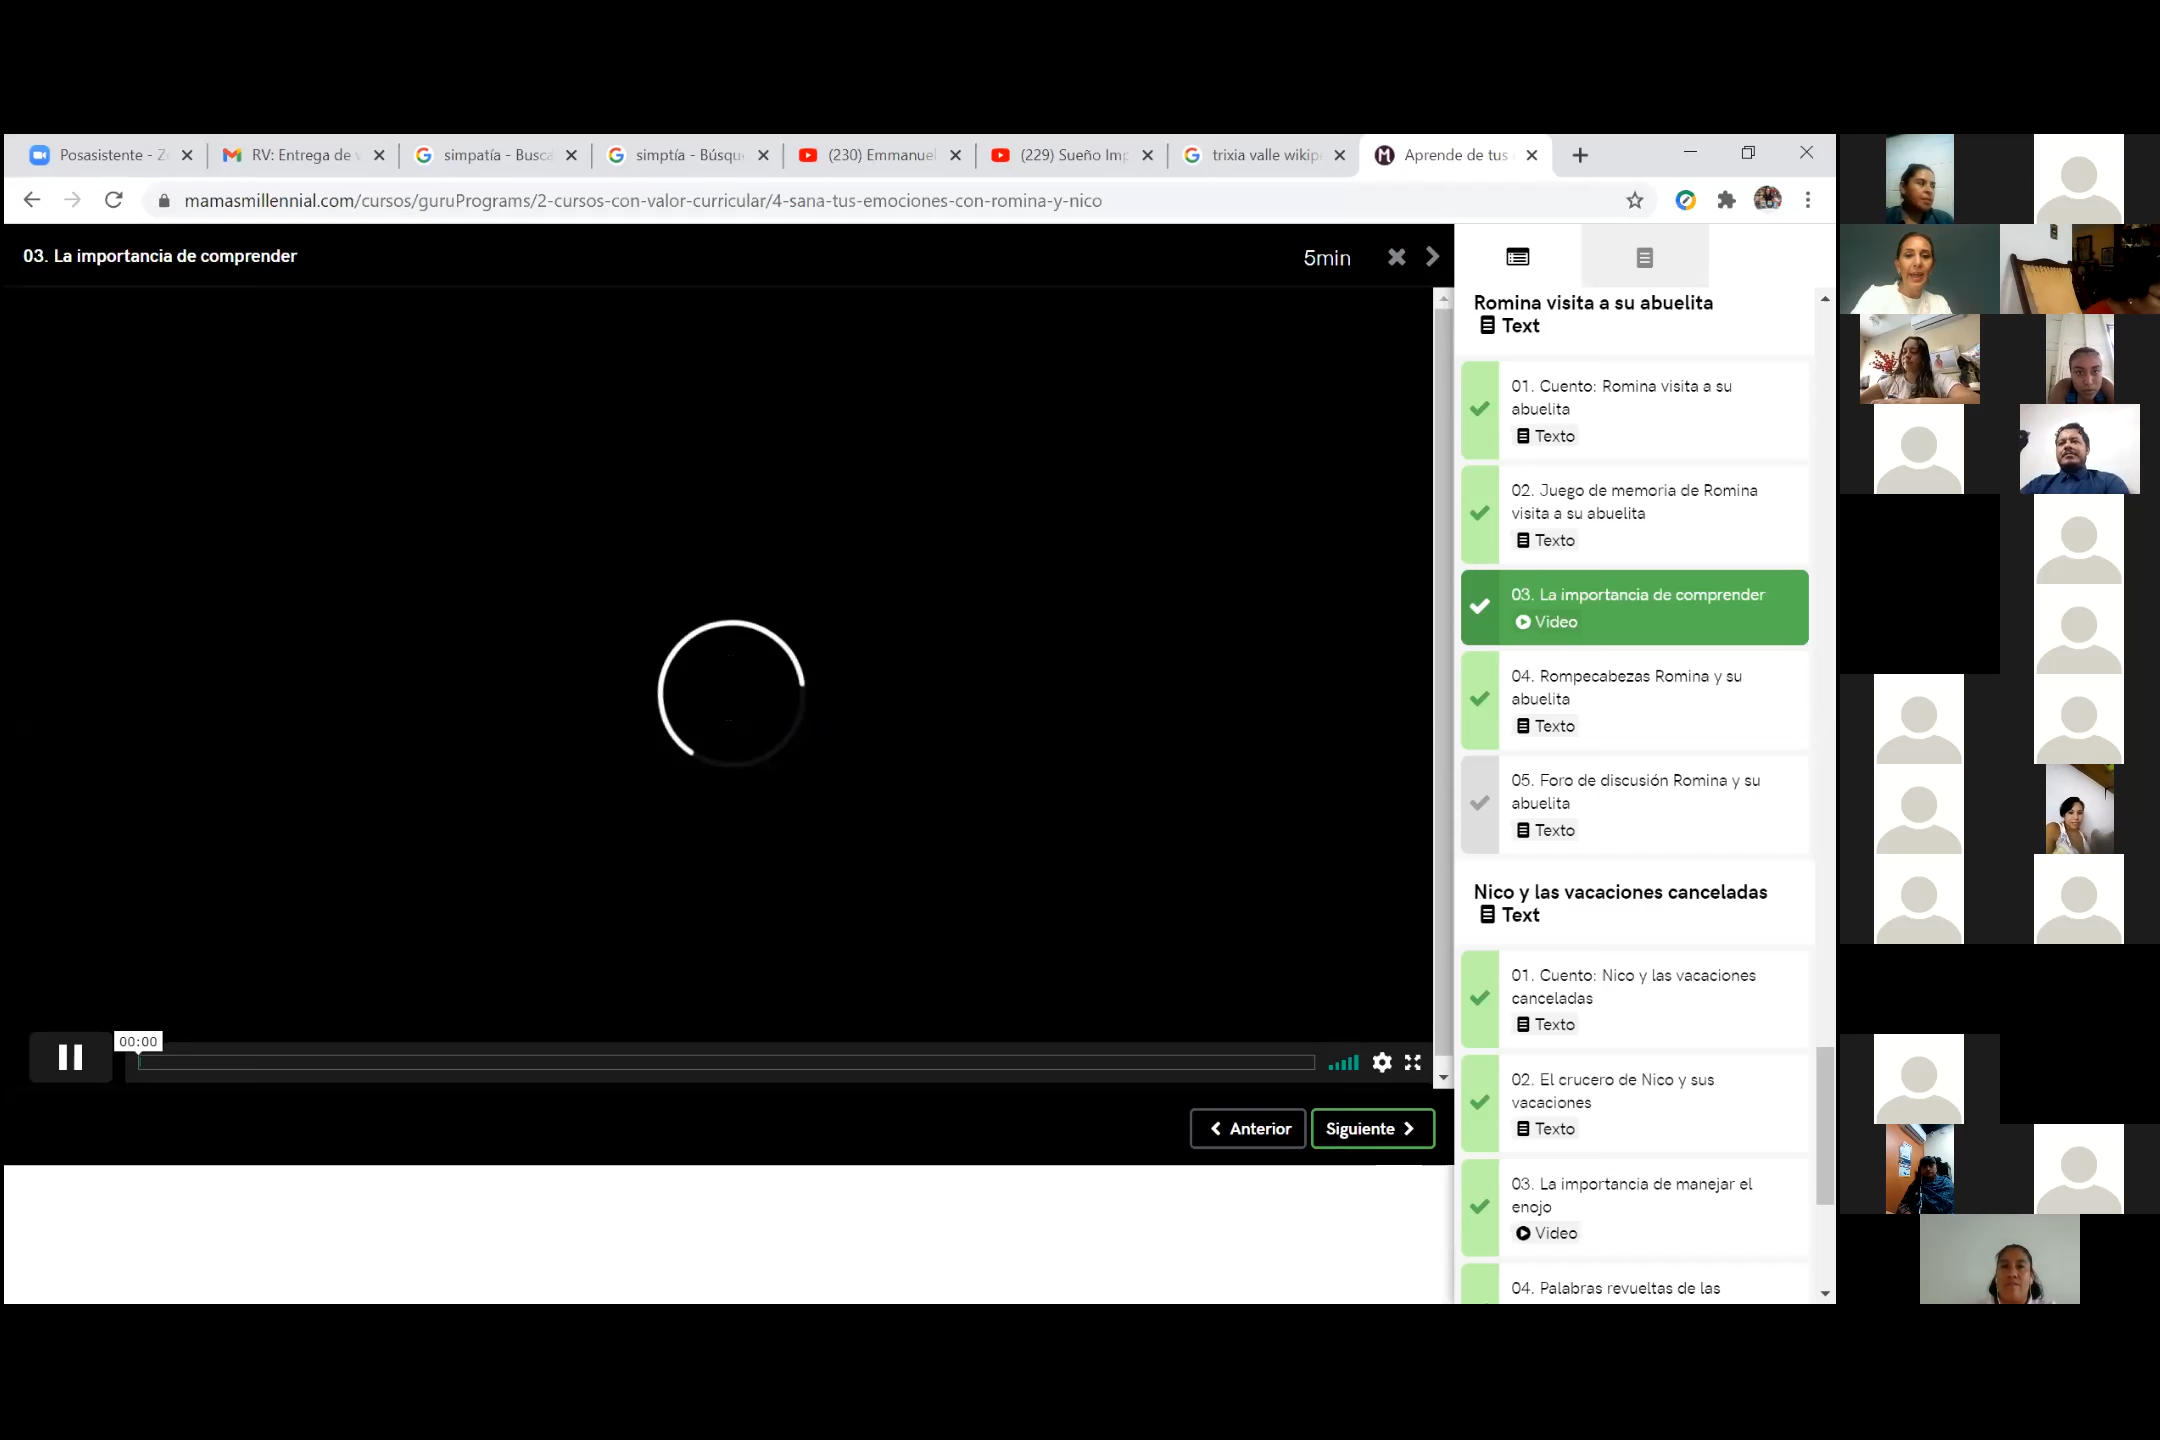 Posasistente - Z
RV: Entrega de v
simpatía - Busca
simptía - Búsqu
(230) Emmanuel
(229) Sueño Imp
trixia valle wikip
Aprende de tus
mamasmillennial.com/cursos/guruPrograms/2-cursos-con-valor-curricular/4-sana-tus-emociones-con-romina-y-nico
03. La importancia de comprender
5min
Romina visita a su abuelita
Text
01. Cuento: Romina visita a su
abuelita
Texto
02. Juego de memoria de Romina
visita a su abuelita
Texto
03. La importancia de comprender
Video
04. Rompecabezas Romina y su
abuelita
Texto
05. Foro de discusión Romina y su
abuelita
Texto
Nico y las vacaciones canceladas
Text
01. Cuento: Nico y las vacaciones
canceladas
Texto
02. El crucero de Nico y sus
vacaciones
Texto
03. La importancia de manejar el
enojo
Video
04. Palabras revueltas de las
00:00
Anterior
Siguiente